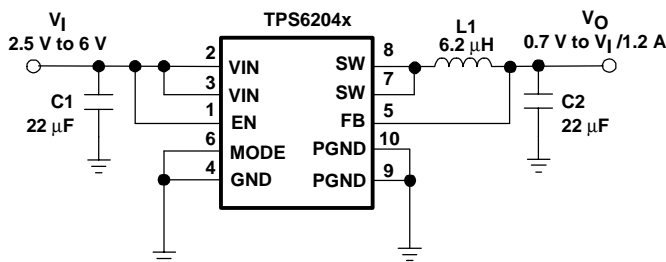 TPS6204x
VI
2.5 V to 6 V
VO
0.7 V to VI /1.2 A
L1
6.2 µH
C1
22 µF
C2
22 µF
2 VIN
3 VIN
1 EN
6 MODE
4 GND
SW 8
SW 7
FB 5
PGND 10
PGND 9